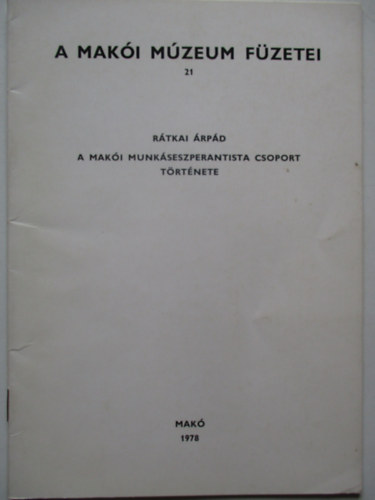 A MAKÓI MÚZEUM FÜZETEI
21
RÁTKAI ÁRPÁD
A MAKÓI MUNKÁSESZPERANTISTA CSOPORT
TÖRTÉNETE
MAKÓ
1978